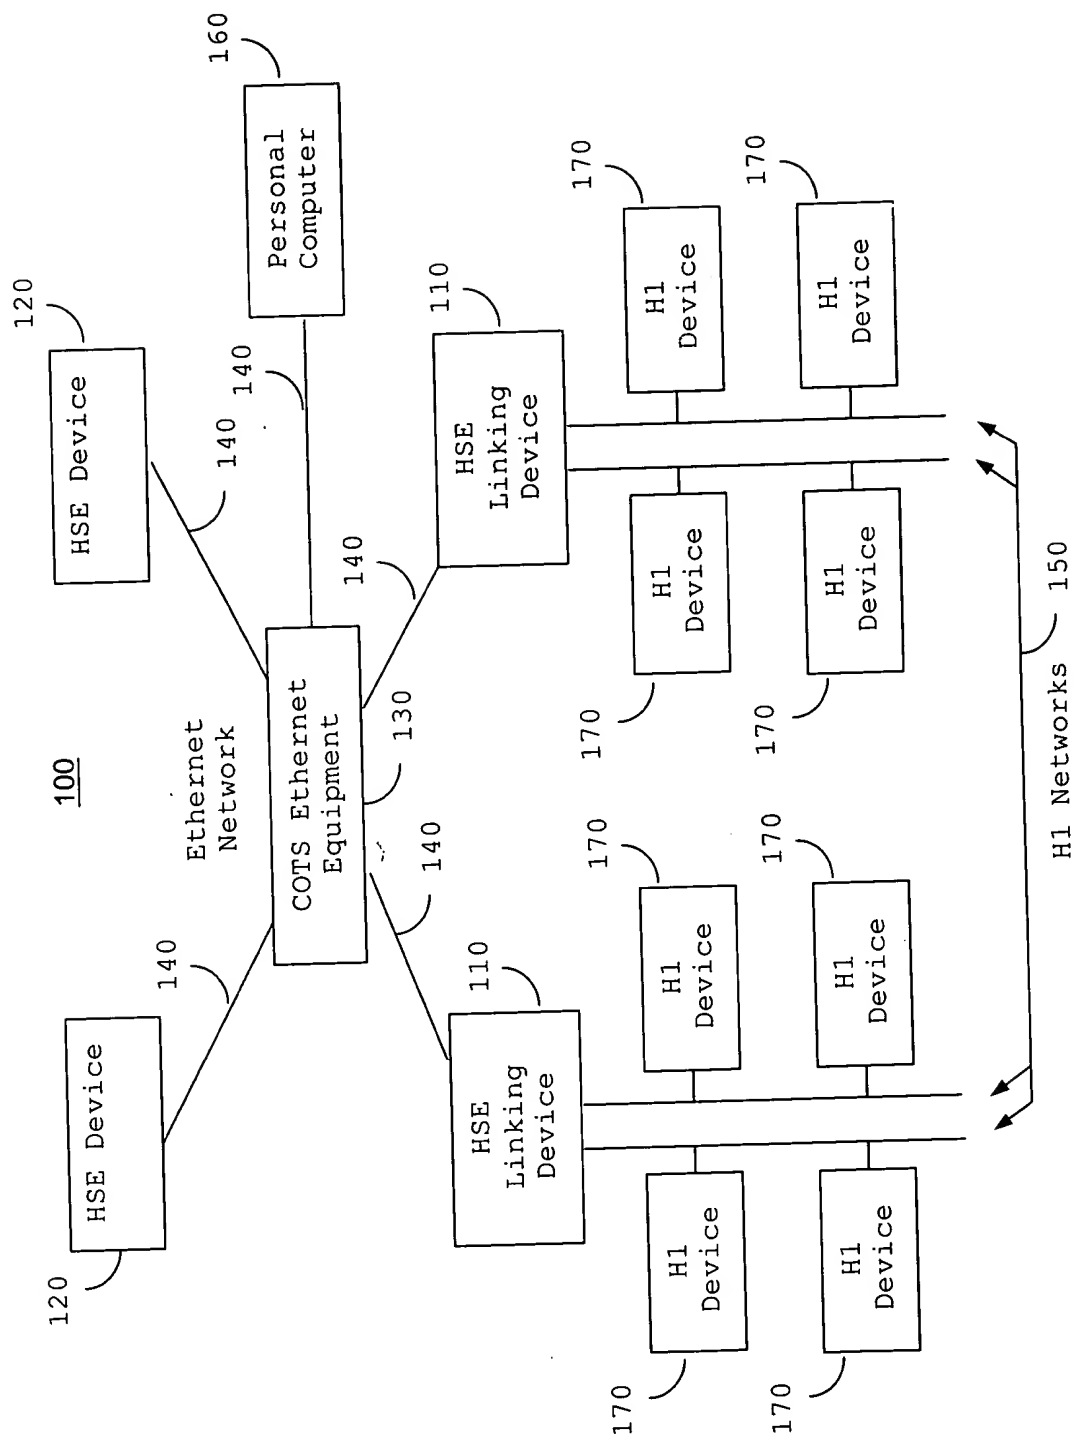 100
120
HSE Device
140
Ethernet
Network
HSE Device
120
140
140
160
Personal
Computer
COTS Ethernet
Equipment
130
140
140
110
HSE
Linking
Device
110
HSE
Linking
Device
170
H1
Device
170
H1
Device
170
H1
Device
170
H1
Device
170
H1
Device
170
H1
Device
170
H1
Device
170
H1
Device
150
H1 Networks